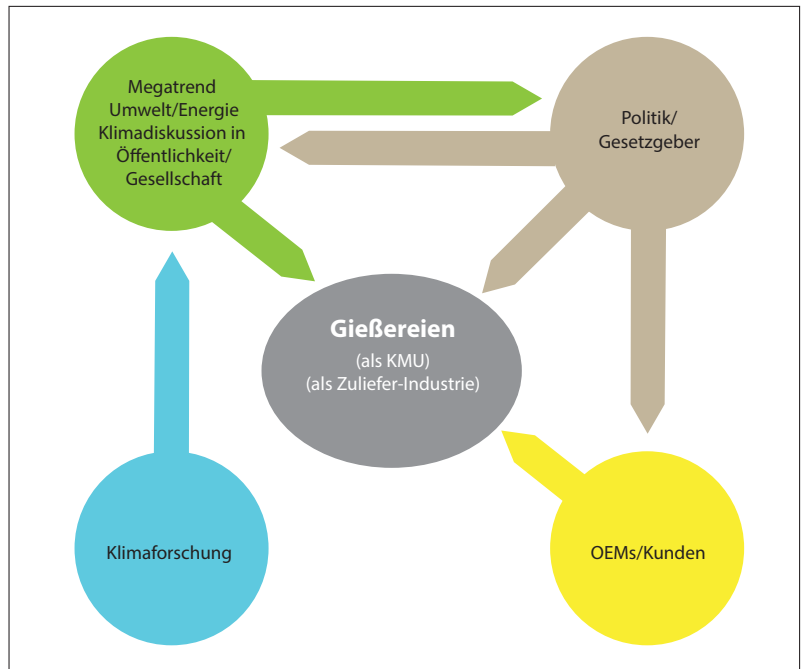 Megatrend
Umwelt/Energie
Klimadiskussion in
Öffentlichkeit/
Gesellschaft
Politik/
Gesetzgeber
Gießereien
(als KMU)
(als Zuliefer-Industrie)
Klimaforschung
OEMs/Kunden